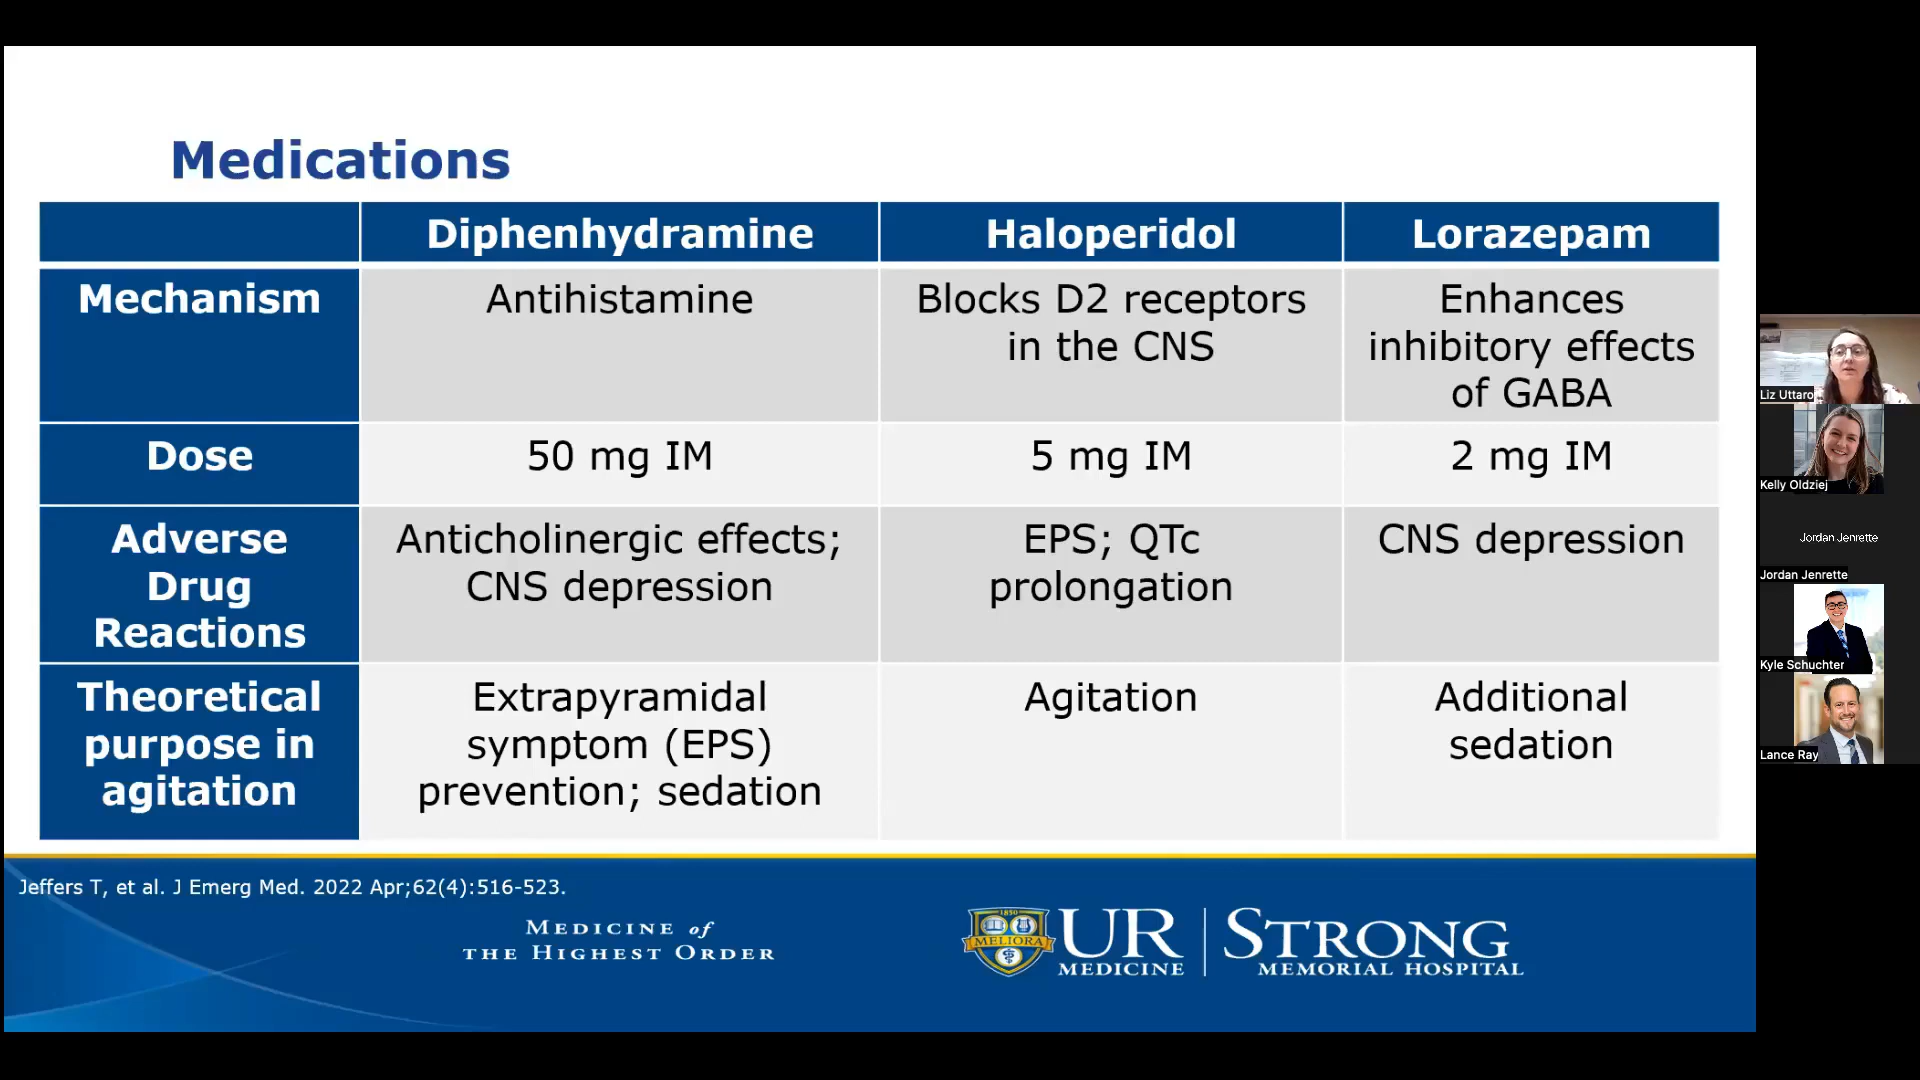 Medications
Diphenhydramine
Haloperidol
Lorazepam
Mechanism
Antihistamine
Blocks D2 receptors
in the CNS
Enhances
inhibitory effects
of GABA
Dose
50 mg IM
5 mg IM
2 mg IM
Adverse
Drug
Reactions
Anticholinergic effects;
CNS depression
EPS; QTc
prolongation
CNS depression
Theoretical
purpose in
agitation
Extrapyramidal
symptom (EPS)
prevention; sedation
Agitation
Additional
sedation
Jeffers T, et al. J Emerg Med. 2022 Apr;62(4):516-523.
MEDICINE of
THE HIGHEST ORDER
1850
MELIORA
UR
MEDICINE
STRONG
MEMORIAL HOSPITAL
Liz Uttaro
Kelly Oldziej
Jordan Jenrette
Jordan Jenrette
Kyle Schuchter
Lance Ray